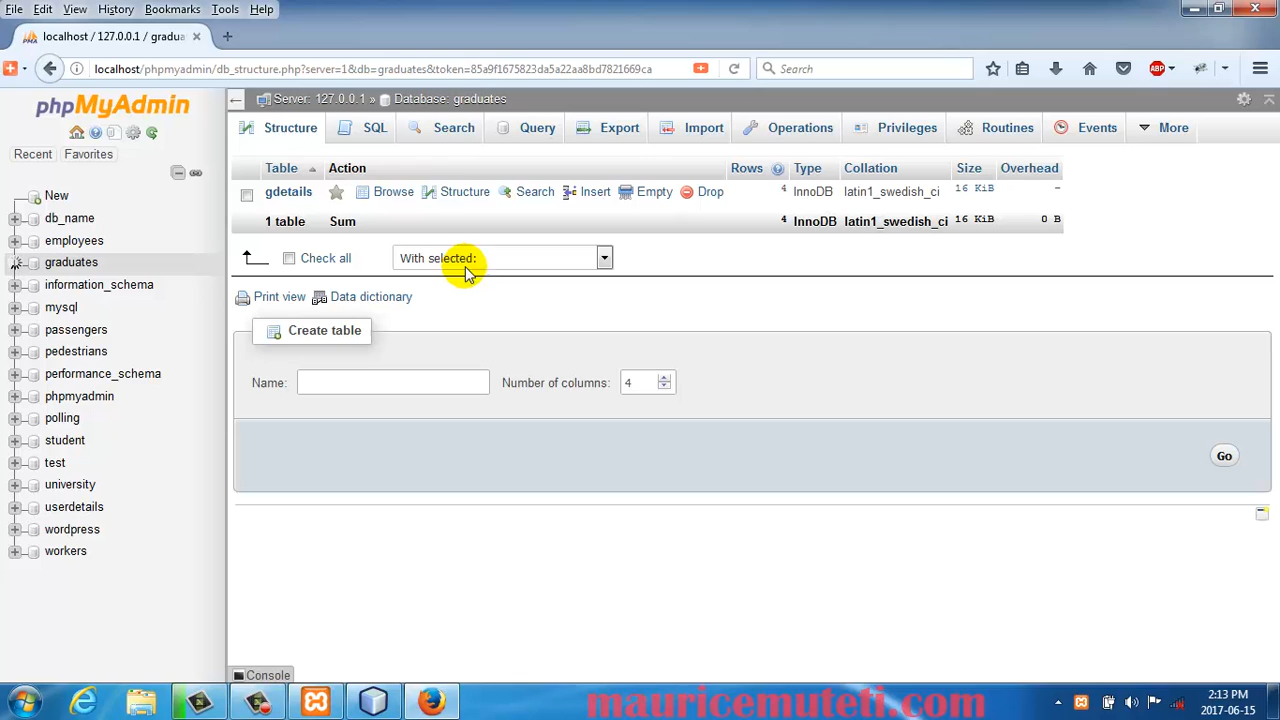 File Edit View History Bookmarks Tools Help
localhost / 127.0.0.1 / gradua
localhost/phpmyadmin/db_structure.php?server=1&db=graduates&token=85a9f1675823da5a22aa8bd7821669ca
Search
ABP
phpMyAdmin
Recent Favorites
New
db_name
employees
graduates
information_schema
mysql
passengers
pedestrians
performance_schema
phpmyadmin
polling
student
test
university
userdetails
wordpress
workers
Server: 127.0.0.1 » Database: graduates
Structure SQL Search Query Export Import Operations Privileges Routines Events More
Table Action Rows Type Collation Size Overhead
gdetails Browse Structure Search Insert Empty Drop 4 InnoDB latin1_swedish_ci 16 KiB -
1 table Sum 4 InnoDB latin1_swedish_ci 16 KiB 0 B
Check all With selected:
Print view Data dictionary
Create table
Name: Number of columns: 4
Go
Console
mauricemuteti.com
2:13 PM
2017-06-15